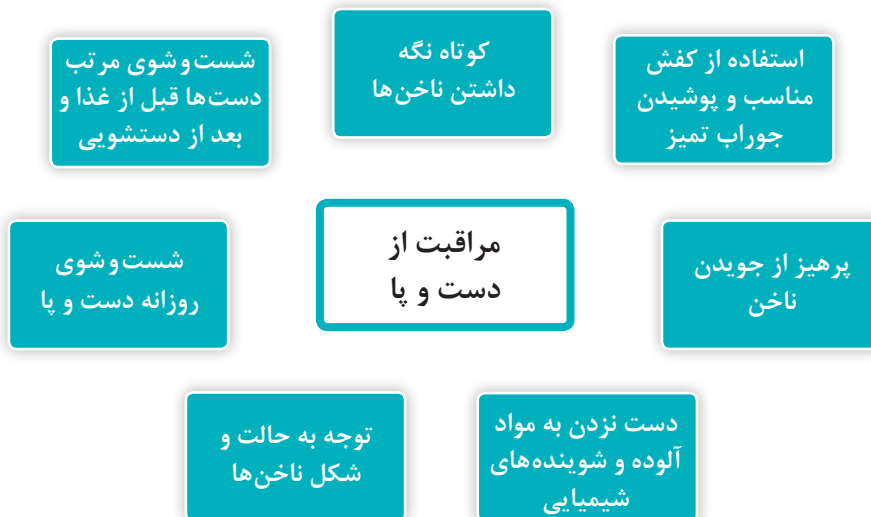 کوتاه نگه
داشتن ناخن‌ها
استفاده از کفش
مناسب و پوشیدن
جوراب تمیز
شست‌و‌شوی مرتب
دست‌ها قبل از غذا و
بعد از دستشویی
مراقبت از
دست و پا
پرهیز از جویدن
ناخن
شست‌و‌شوی
روزانه دست و پا
دست نزدن به مواد
آلوده و شوینده‌های
شیمیایی
توجه به حالت و
شکل ناخن‌ها